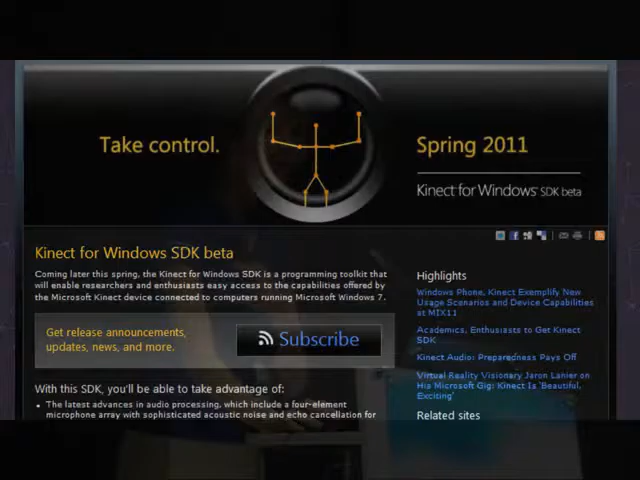 Take control.
Spring 2011
Kinect for Windows SDK beta
Kinect for Windows SDK beta
Coming later this spring, the Kinect for Windows SDK is a programming toolkit that
will enable researchers and enthusiasts easy access to the capabilities offered by
the Microsoft Kinect device connected to computers running Microsoft Windows 7.
Get release announcements,
updates, news, and more.
Subscribe
With this SDK, you'll be able to take advantage of:
• The latest advances in audio processing, which include a four-element
microphone array with sophisticated acoustic noise and echo cancellation for
Highlights
Windows Phone, Kinect Exemplify New
Usage Scenarios and Device Capabilities
at MIX11
Academics, Enthusiasts to Get Kinect
SDK
Kinect Audio: Preparedness Pays Off
Virtual Reality Visionary Jaron Lanier on
His Microsoft Gig: Kinect Is 'Beautiful,
Exciting'
Related sites